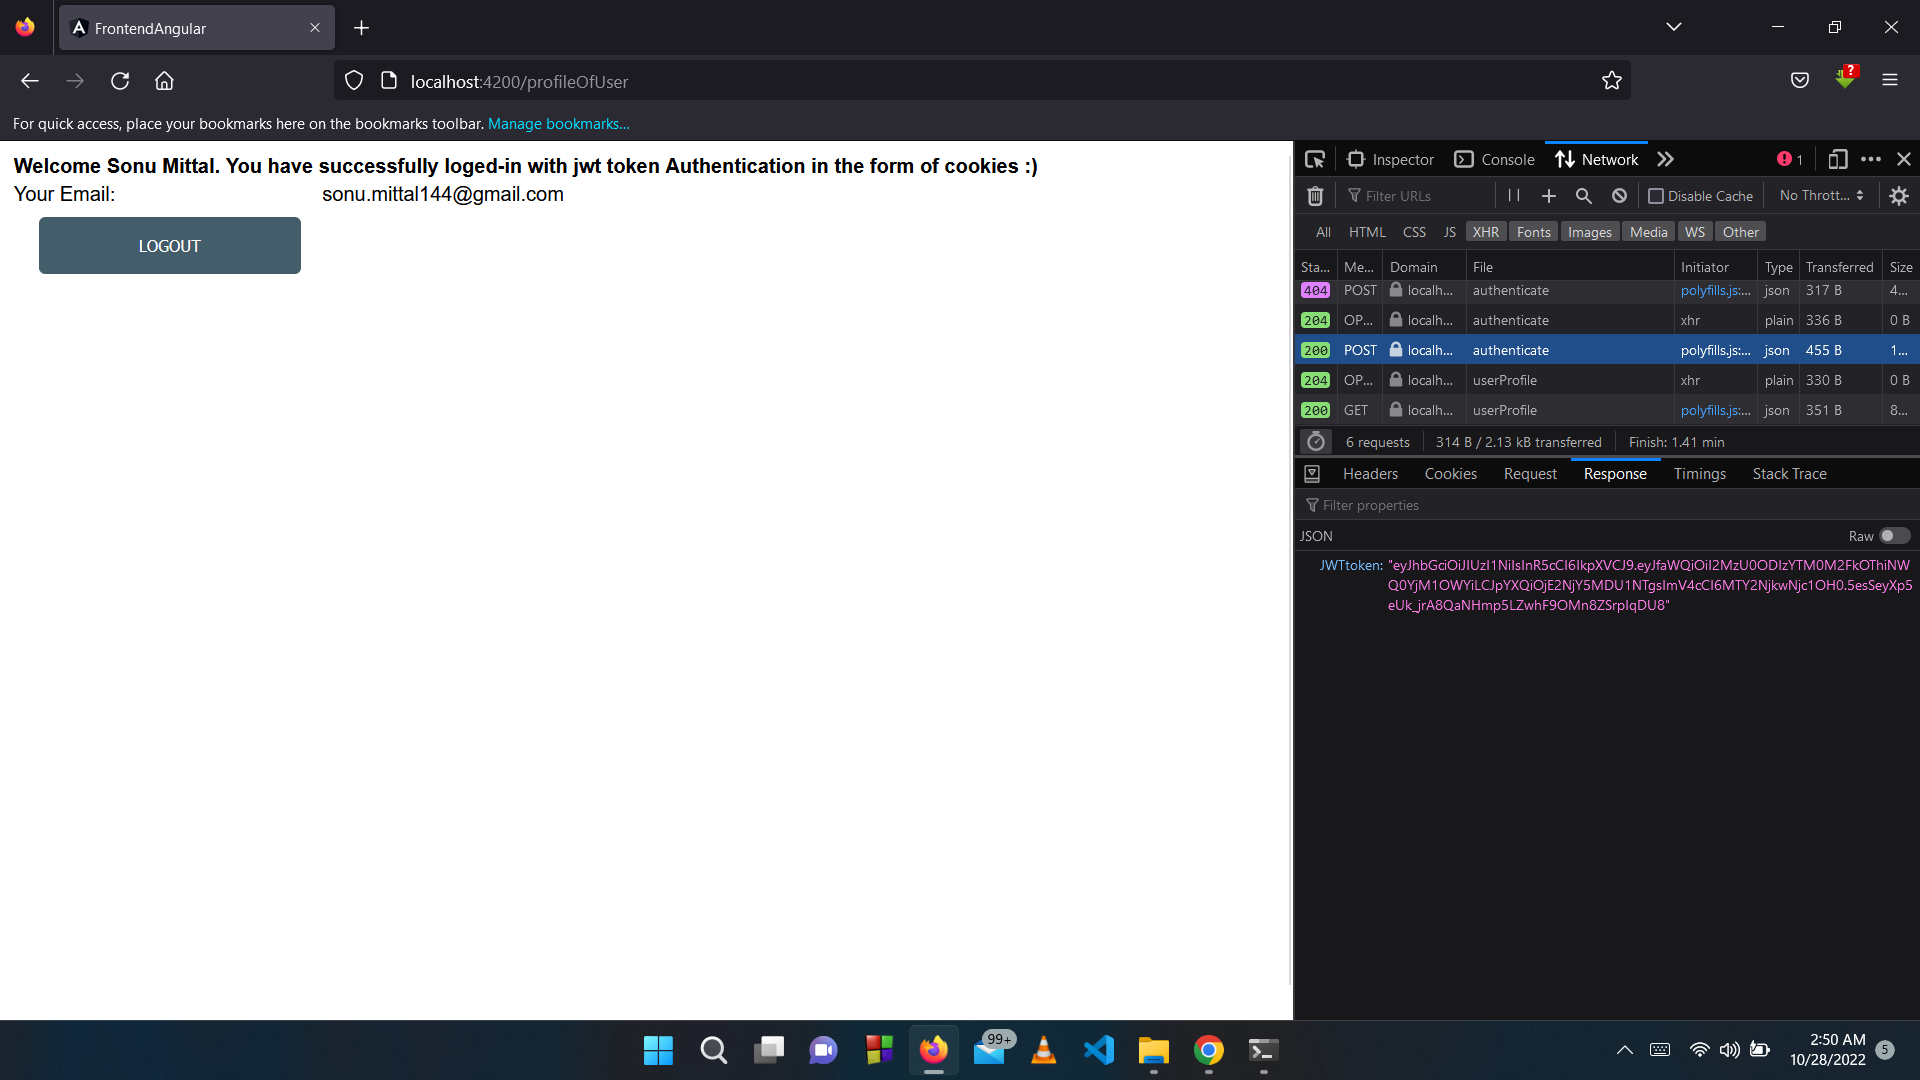 FrontendAngular
localhost:4200/profileOfUser
?
For quick access, place your bookmarks here on the bookmarks toolbar. Manage bookmarks...
Welcome Sonu Mittal. You have successfully loged-in with jwt token Authentication in the form of cookies :)
Your Email: sonu.mittal144@gmail.com
LOGOUT
Inspector Console Network 1
Filter URLs Disable Cache No Thrott...
All HTML CSS JS XHR Fonts Images Media WS Other
Sta... Me... Domain File Initiator Type Transferred Size
404 POST localh... authenticate polyfills.js:... json 317 B 4...
204 OP... localh... authenticate xhr plain 336 B 0 B
200 POST localh... authenticate polyfills.js:... json 455 B 1...
204 OP... localh... userProfile xhr plain 330 B 0 B
200 GET localh... userProfile polyfills.js:... json 351 B 8...
6 requests 314 B / 2.13 kB transferred Finish: 1.41 min
Headers Cookies Request Response Timings Stack Trace
Filter properties
JSON Raw
JWTtoken: "eyJhbGciOiJIUzI1NiIsInR5cCI6IkpXVCJ9.eyJfaWQiOiI2MzU0ODIzYTM0M2FkOThiNW
Q0YjM1OWYiLCJpYXQiOjE2NjY5MDU1NTgsImV4cCI6MTY2NjkwNjc1OH0.5esSeyXp5
eUk_jrA8QaNHmp5LZwhF9OMn8ZSrpIqDU8"
99+
2:50 AM
10/28/2022
5